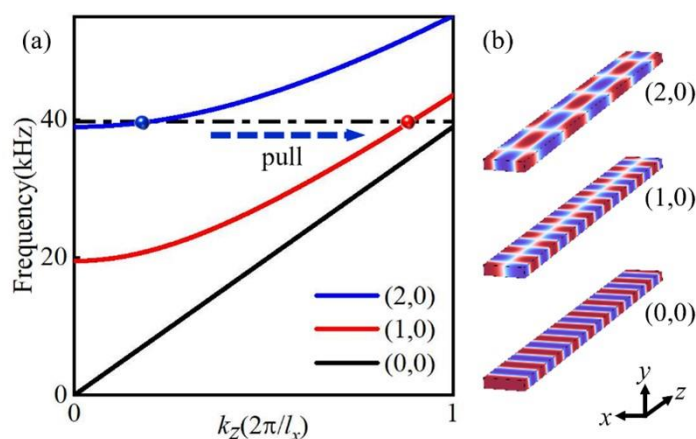 (a)
Frequency(kHz)
40
20
0
pull
(2,0)
(1,0)
(0,0)
0
1
k_z(2π/l_x)
(b)
(2,0)
(1,0)
(0,0)
x
y
z